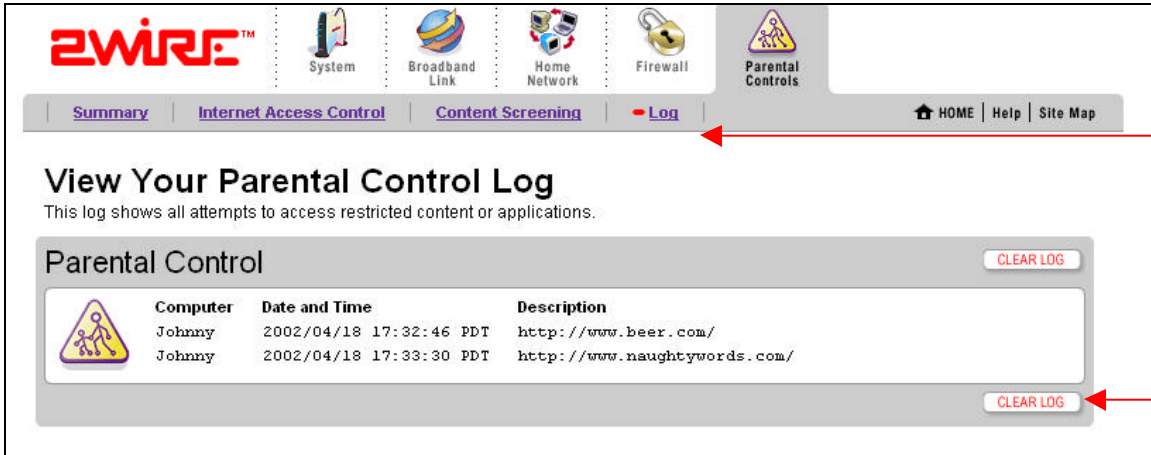 2WIRE™
System
Broadband Link
Home Network
Firewall
Parental Controls
Summary | Internet Access Control | Content Screening | Log | HOME | Help | Site Map
View Your Parental Control Log
This log shows all attempts to access restricted content or applications.
Parental Control CLEAR LOG
Computer Date and Time Description
Johnny 2002/04/18 17:32:46 PDT http://www.beer.com/
Johnny 2002/04/18 17:33:30 PDT http://www.naughtywords.com/
CLEAR LOG